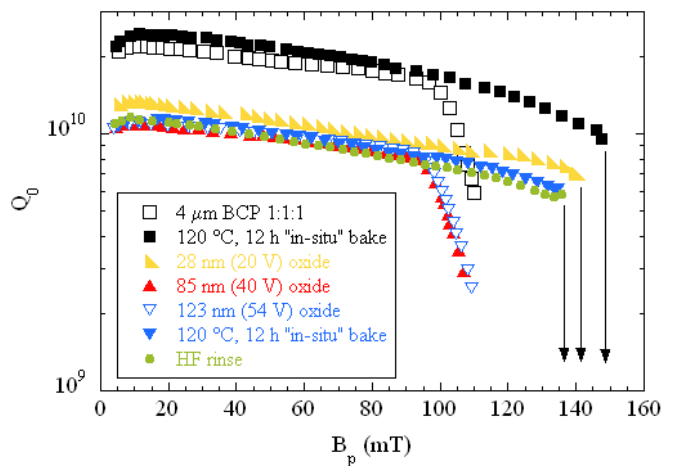 10¹⁰
Q₀
4 µm BCP 1:1:1
120 °C, 12 h "in-situ" bake
28 nm (20 V) oxide
85 nm (40 V) oxide
123 nm (54 V) oxide
120 °C, 12 h "in-situ" bake
HF rinse
10⁹
0 20 40 60 80 100 120 140 160
Bₚ (mT)